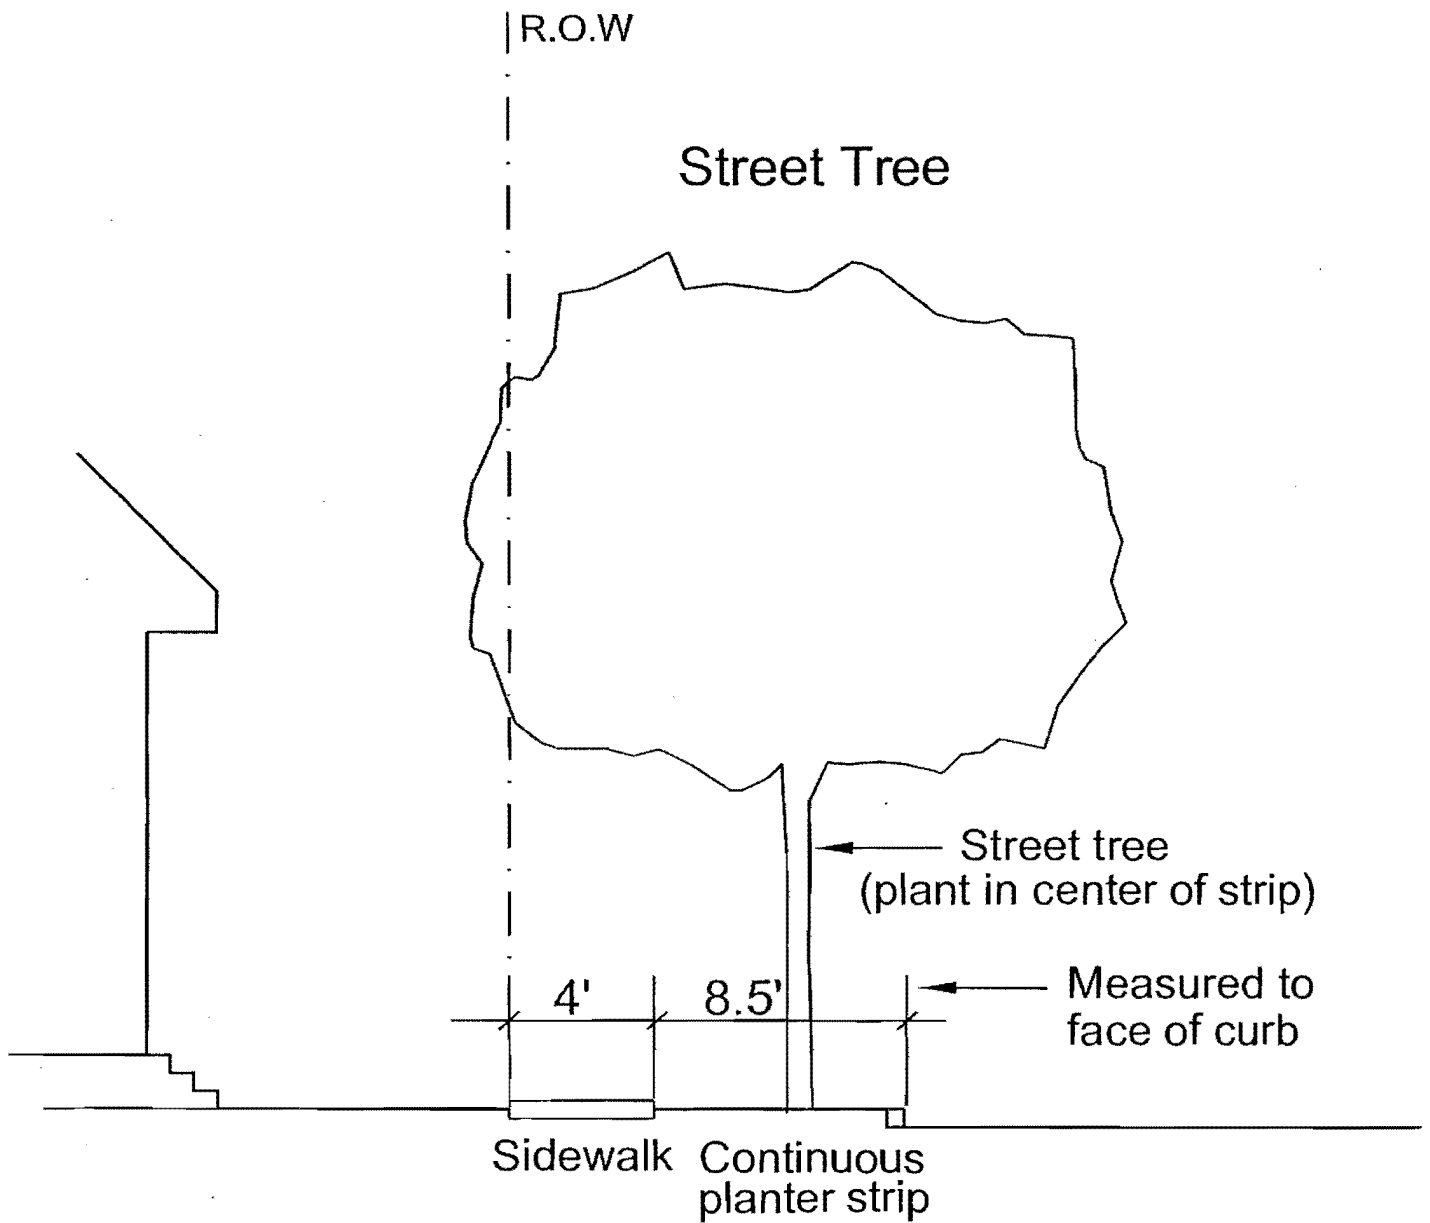 R.O.W
Street Tree
Street tree
(plant in center of strip)
4'
8.5'
Measured to
face of curb
Sidewalk
Continuous
planter strip